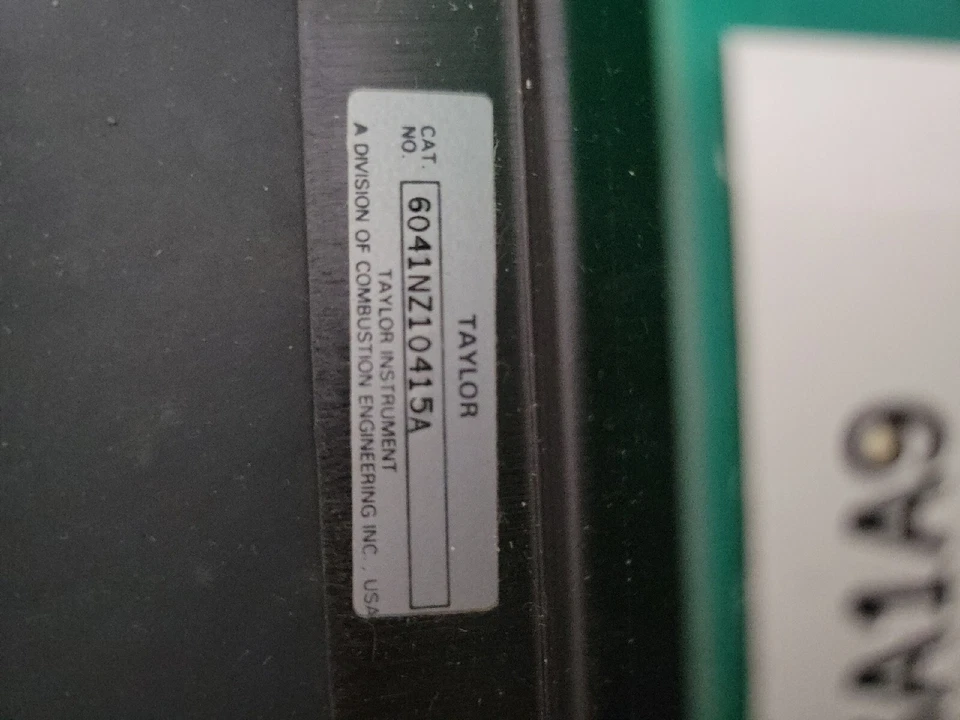 TAYLOR
CAT. NO. 6041NZ10415A
TAYLOR INSTRUMENT
A DIVISION OF COMBUSTION ENGINEERING INC., USA
A1A9